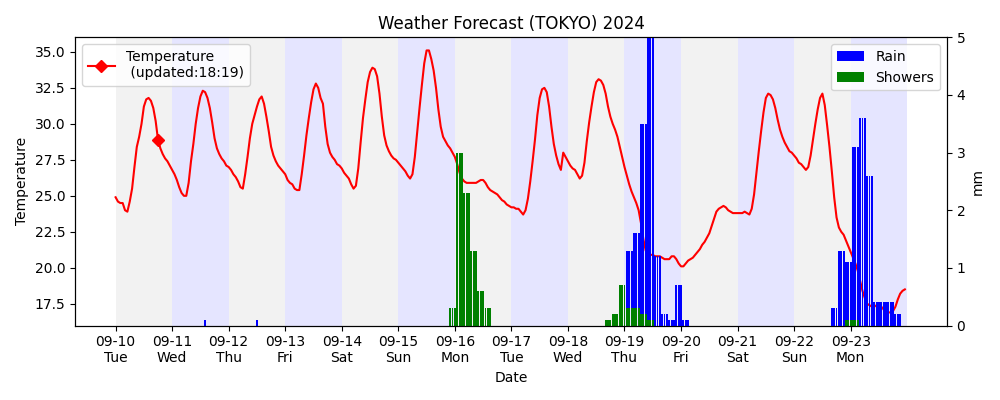 Weather Forecast (TOKYO) 2024
Temperature
(updated:18:19)
Rain
Showers
35.0
32.5
30.0
27.5
25.0
22.5
20.0
17.5
Temperature
5
4
3
2
1
0
mm
09-10 09-11 09-12 09-13 09-14 09-15 09-16 09-17 09-18 09-19 09-20 09-21 09-22 09-23
Tue Wed Thu Fri Sat Sun Mon Tue Wed Thu Fri Sat Sun Mon
Date